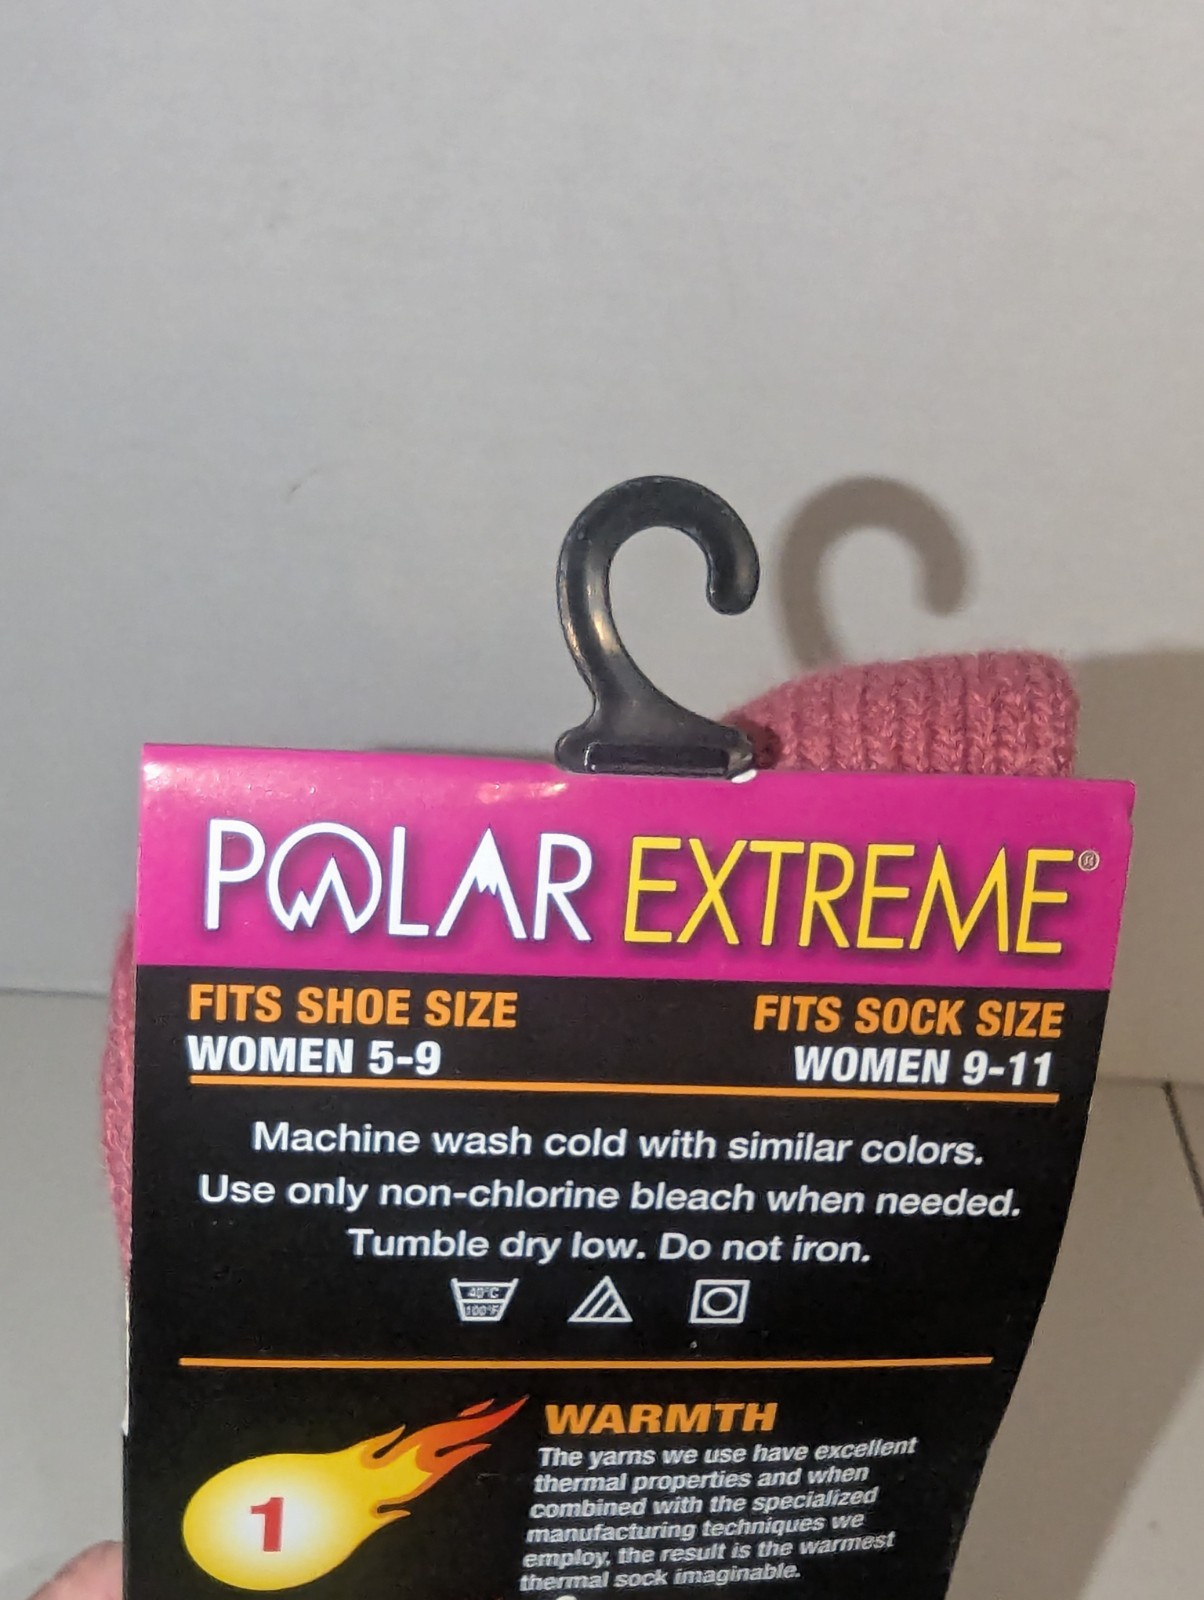 POLAR EXTREME®
FITS SHOE SIZE
WOMEN 5-9
FITS SOCK SIZE
WOMEN 9-11
Machine wash cold with similar colors.
Use only non-chlorine bleach when needed.
Tumble dry low. Do not iron.
40°C
100°F
1
WARMTH
The yarns we use have excellent
thermal properties and when
combined with the specialized
manufacturing techniques we
employ, the result is the warmest
thermal sock imaginable.